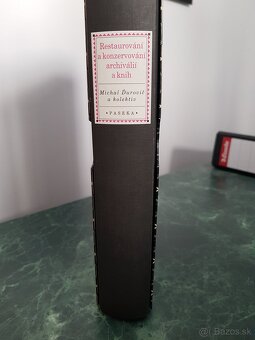 Restaurování
a konzervování
archiválií
a knih
Michal Ďurovič
a kolektiv
• PASEKA •
Bazos.sk